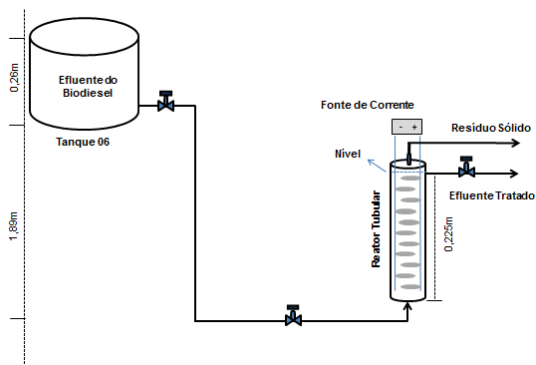 0,26m
Efluente do
Biodiesel
Tanque 06
1,89m
Fonte de Corrente
- +
Resíduo Sólido
Nível
Efluente Tratado
Reator Tubular
0,225m